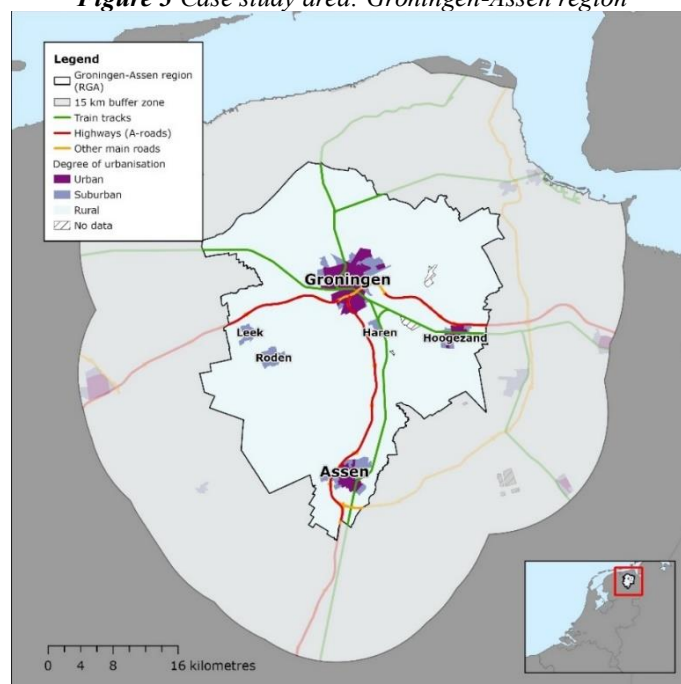 Figure 3 Case study area: Groningen-Assen region
Legend
Groningen-Assen region
(RGA)
15 km buffer zone
Train tracks
Highways (A-roads)
Other main roads
Degree of urbanisation
Urban
Suburban
Rural
No data
Groningen
Leek
Haren
Hoogezand
Roden
Assen
0 4 8 16 kilometres